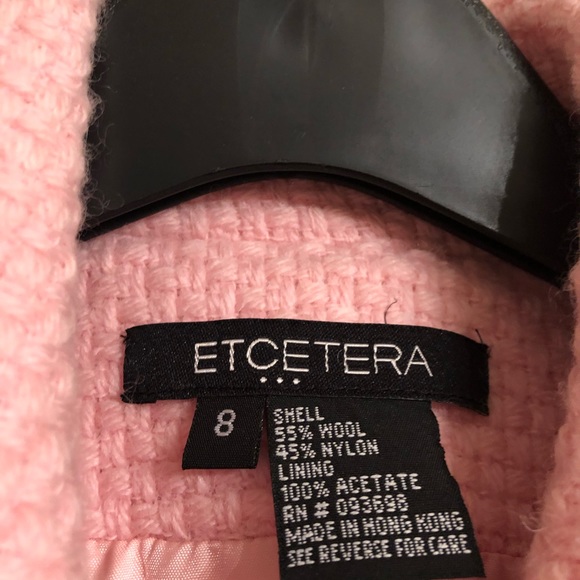 ETCETERA
...
8
SHELL
55% WOOL
45% NYLON
LINING
100% ACETATE
RN # 093698
MADE IN HONG KONG
SEE REVERSE FOR CARE